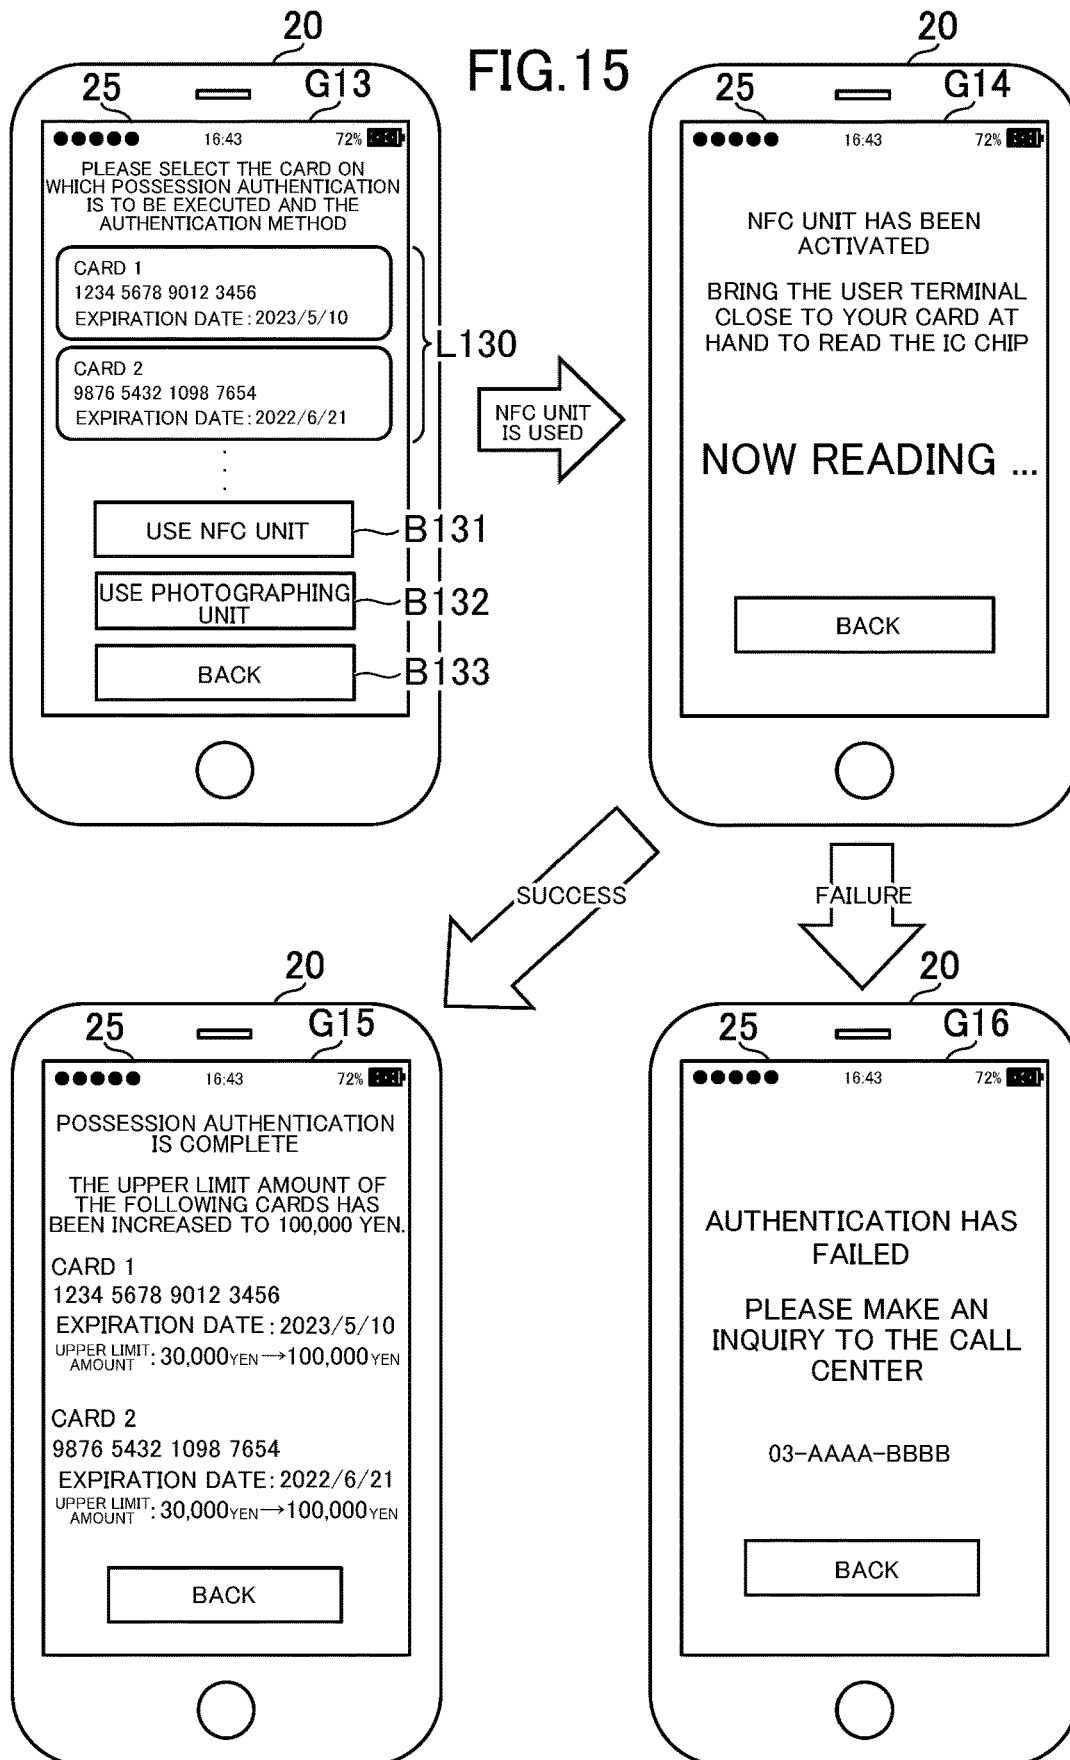 FIG.15
20
25
G13
●●●●● 16:43 72%
PLEASE SELECT THE CARD ON
WHICH POSSESSION AUTHENTICATION
IS TO BE EXECUTED AND THE
AUTHENTICATION METHOD
CARD 1
1234 5678 9012 3456
EXPIRATION DATE:2023/5/10
CARD 2
9876 5432 1098 7654
EXPIRATION DATE:2022/6/21
L130
USE NFC UNIT
B131
USE PHOTOGRAPHING
UNIT
B132
BACK
B133
NFC UNIT
IS USED
20
25
G14
●●●●● 16:43 72%
NFC UNIT HAS BEEN
ACTIVATED
BRING THE USER TERMINAL
CLOSE TO YOUR CARD AT
HAND TO READ THE IC CHIP
NOW READING ...
BACK
SUCCESS
FAILURE
20
25
G15
●●●●● 16:43 72%
POSSESSION AUTHENTICATION
IS COMPLETE
THE UPPER LIMIT AMOUNT OF
THE FOLLOWING CARDS HAS
BEEN INCREASED TO 100,000 YEN.
CARD 1
1234 5678 9012 3456
EXPIRATION DATE:2023/5/10
UPPER LIMIT
AMOUNT : 30,000YEN→100,000YEN
CARD 2
9876 5432 1098 7654
EXPIRATION DATE:2022/6/21
UPPER LIMIT
AMOUNT : 30,000YEN→100,000YEN
BACK
20
25
G16
●●●●● 16:43 72%
AUTHENTICATION HAS
FAILED
PLEASE MAKE AN
INQUIRY TO THE CALL
CENTER
03-AAAA-BBBB
BACK